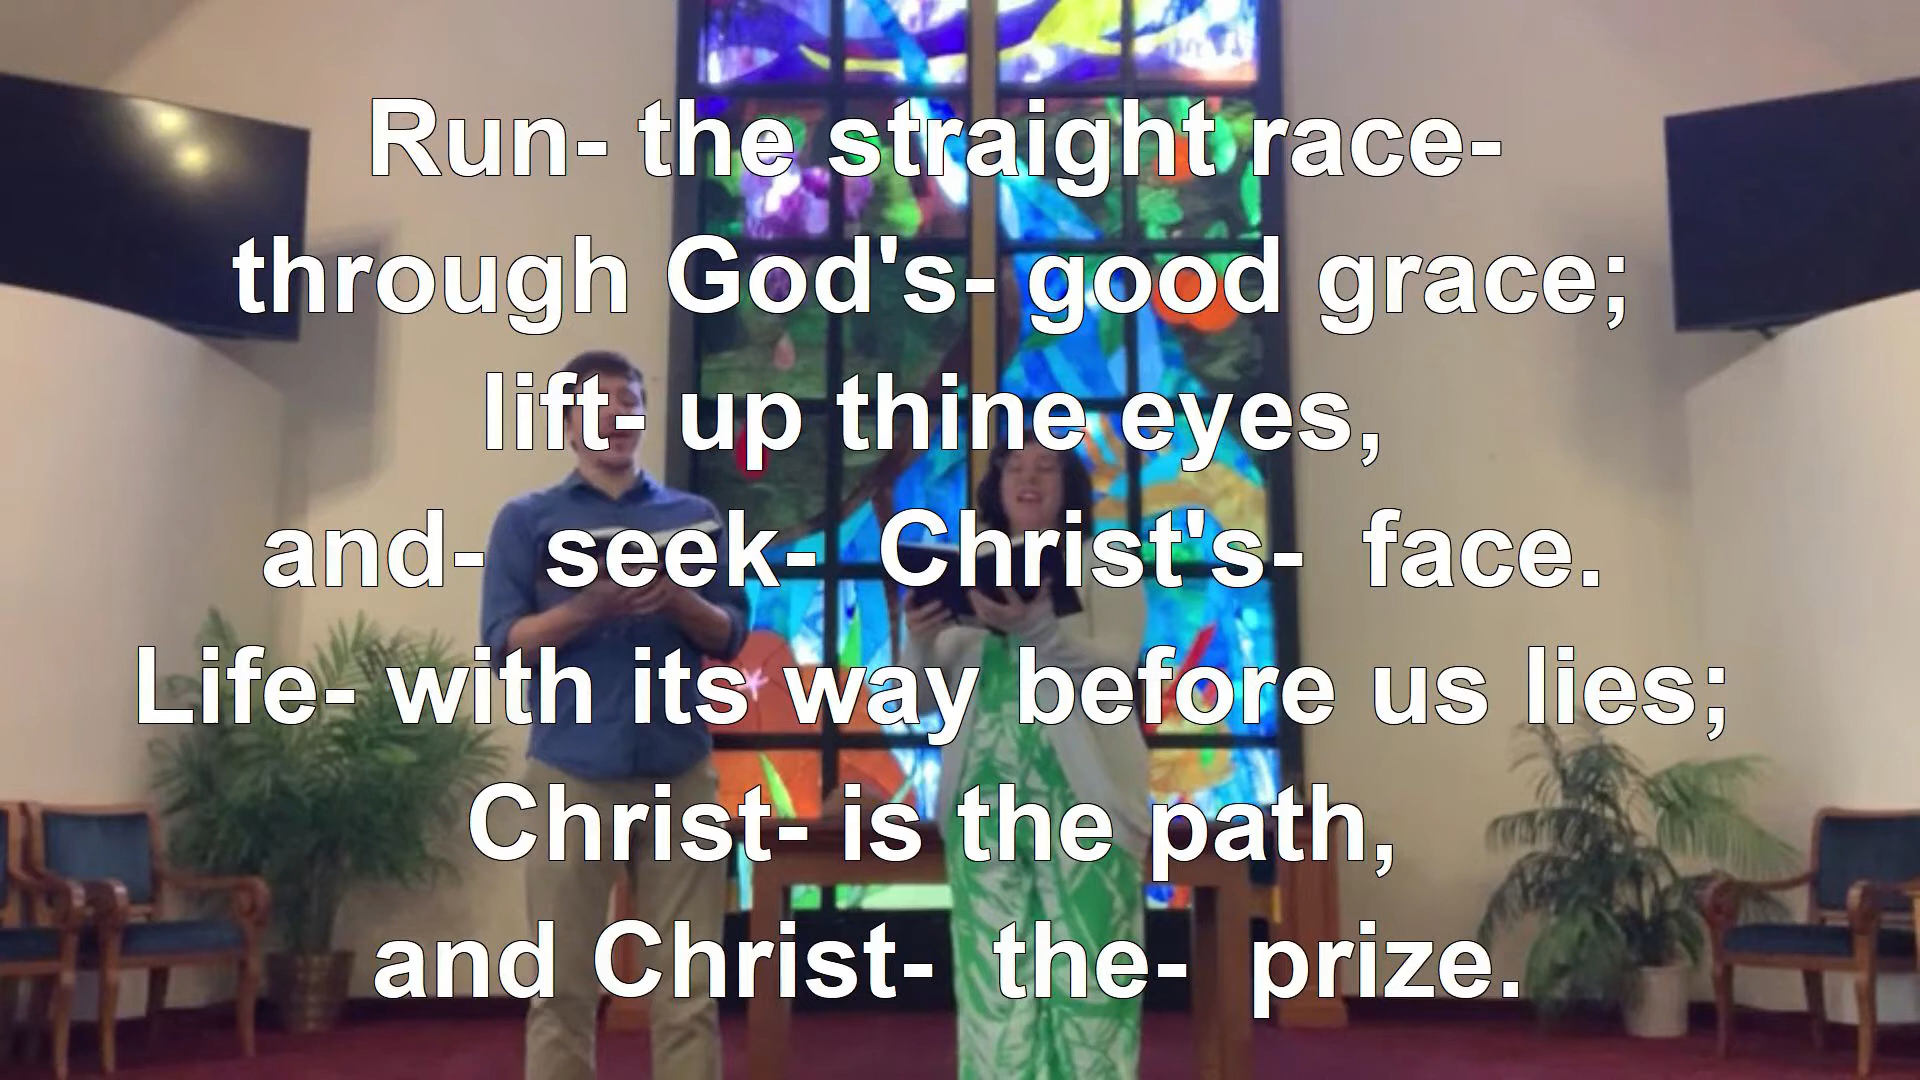 Run- the straight race-
through God's- good grace;
lift- up thine eyes,
and- seek- Christ's- face.
Life- with its way before us lies;
Christ- is the path,
and Christ- the- prize.